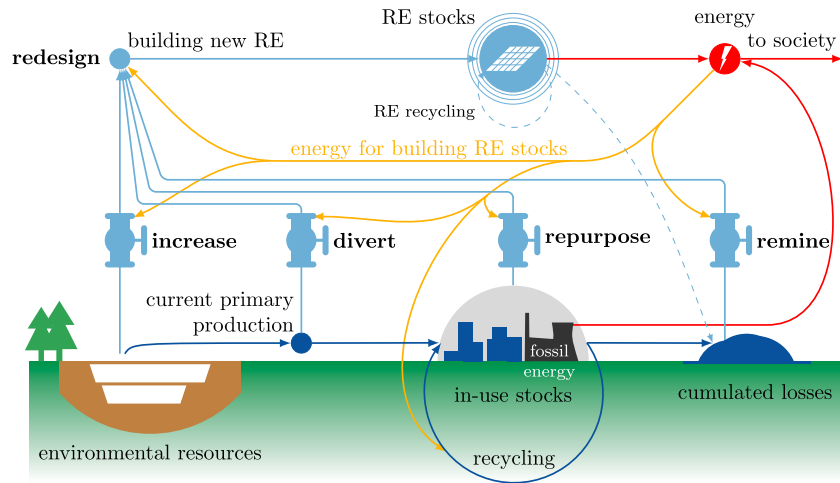 RE stocks
energy
to society
building new RE
redesign
RE recycling
energy for building RE stocks
increase
divert
repurpose
remine
current primary
production
fossil
energy
in-use stocks
cumulated losses
environmental resources
recycling